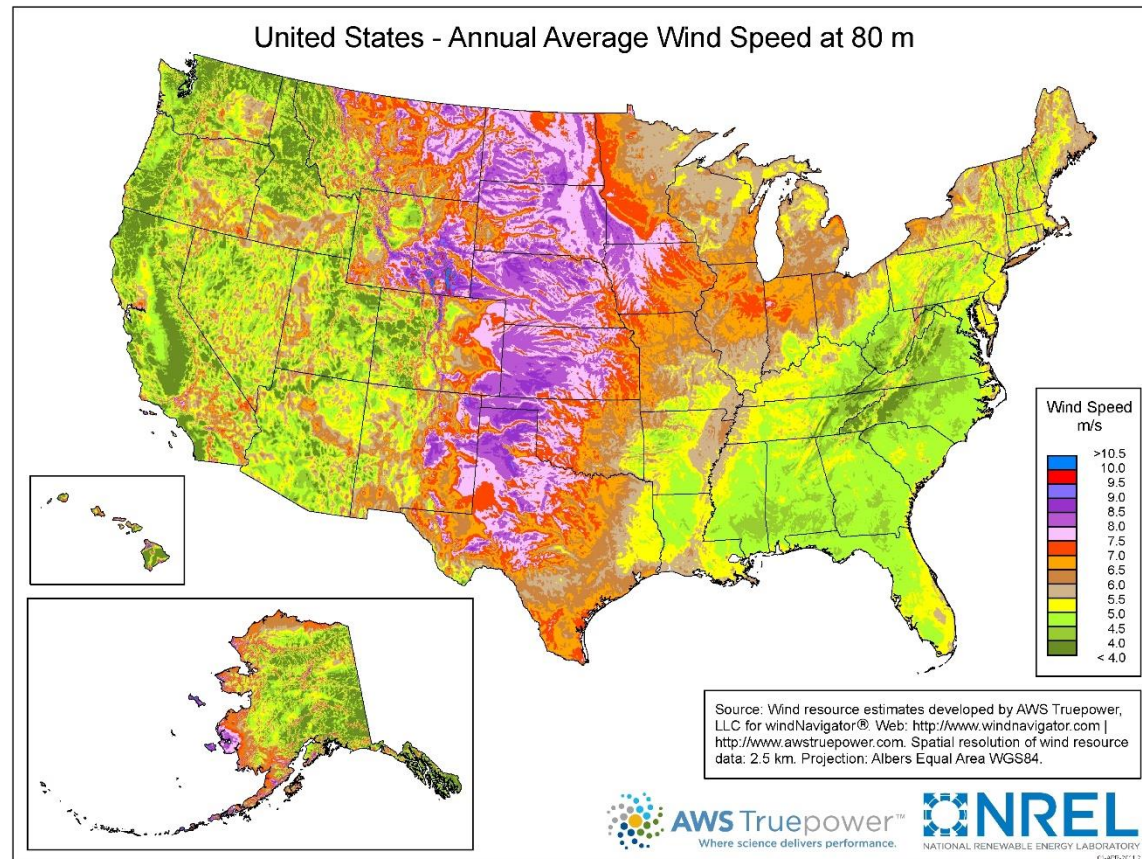 United States - Annual Average Wind Speed at 80 m
Wind Speed
m/s
>10.5
10.0
9.5
9.0
8.5
8.0
7.5
7.0
6.5
6.0
5.5
5.0
4.5
4.0
< 4.0
Source: Wind resource estimates developed by AWS Truepower,
LLC for windNavigator®. Web: http://www.windnavigator.com |
http://www.awstruepower.com. Spatial resolution of wind resource
data: 2.5 km. Projection: Albers Equal Area WGS84.
AWS Truepower™
Where science delivers performance.
NREL
NATIONAL RENEWABLE ENERGY LABORATORY